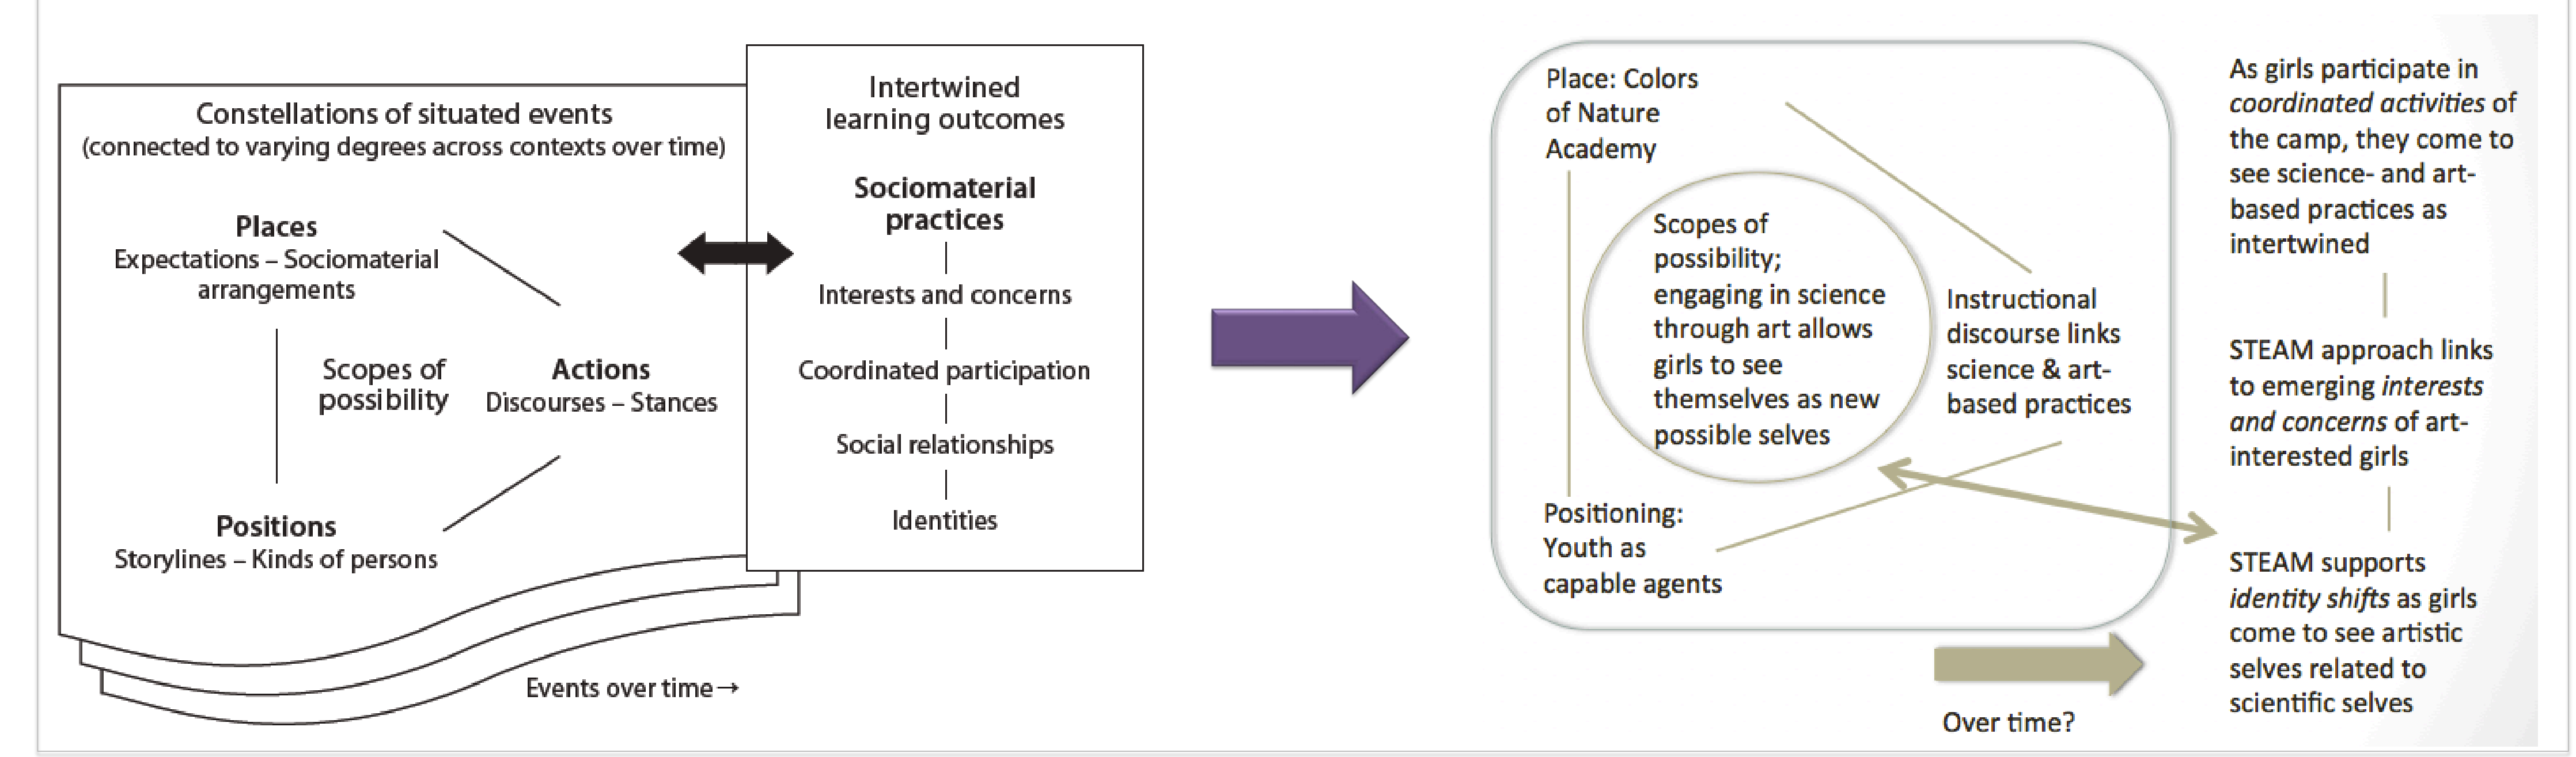 Constellations of situated events
(connected to varying degrees across contexts over time)
Places
Expectations – Sociomaterial
arrangements
Scopes of
possibility
Actions
Discourses – Stances
Positions
Storylines – Kinds of persons
Events over time→
Intertwined
learning outcomes
Sociomaterial
practices
Interests and concerns
Coordinated participation
Social relationships
Identities
Place: Colors
of Nature
Academy
Scopes of
possibility;
engaging in science
through art allows
girls to see
themselves as new
possible selves
Instructional
discourse links
science & art-
based practices
Positioning:
Youth as
capable agents
Over time?
As girls participate in
coordinated activities of
the camp, they come to
see science- and art-
based practices as
intertwined
STEAM approach links
to emerging interests
and concerns of art-
interested girls
STEAM supports
identity shifts as girls
come to see artistic
selves related to
scientific selves